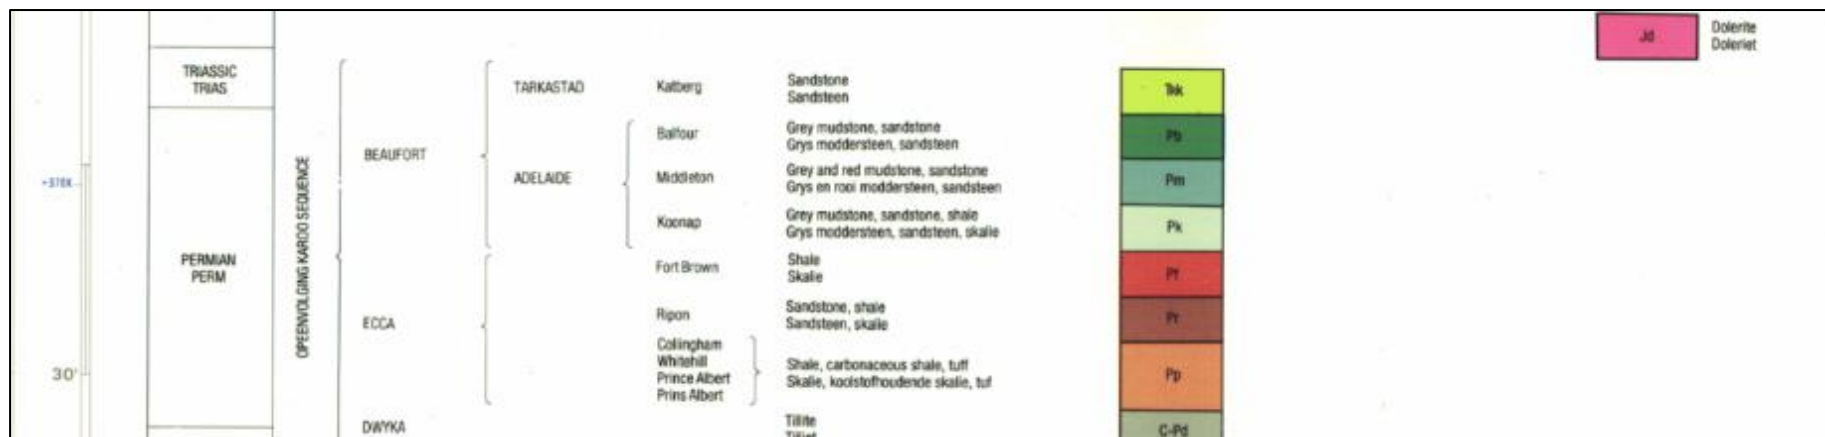 Jd
Dolerite
Doleriet
TRIASSIC
TRIAS
TARKASTAD
Katberg
Sandstone
Sandsteen
Balfour
Grey mudstone, sandstone
Grys moddersteen, sandsteen
Pb
BEAUFORT
ADELAIDE
Middleton
Grey and red mudstone, sandstone
Grys en rooi moddersteen, sandsteen
Pm
OPEENVOLGING KAROO SEQUENCE
Koonap
Grey mudstone, sandstone, shale
Grys moddersteen, sandsteen, skalie
Pk
PERMIAN
PERM
Fort Brown
Shale
Skalie
Pf
ECCA
Ripon
Sandstone, shale
Sandsteen, skalie
Pr
Collingham
Whitehill
Prince Albert
Prins Albert
Shale, carbonaceous shale, tuff
Skalie, koolstofhoudende skalie, tuf
Pp
30'
DWYKA
Tillite
C-Pd